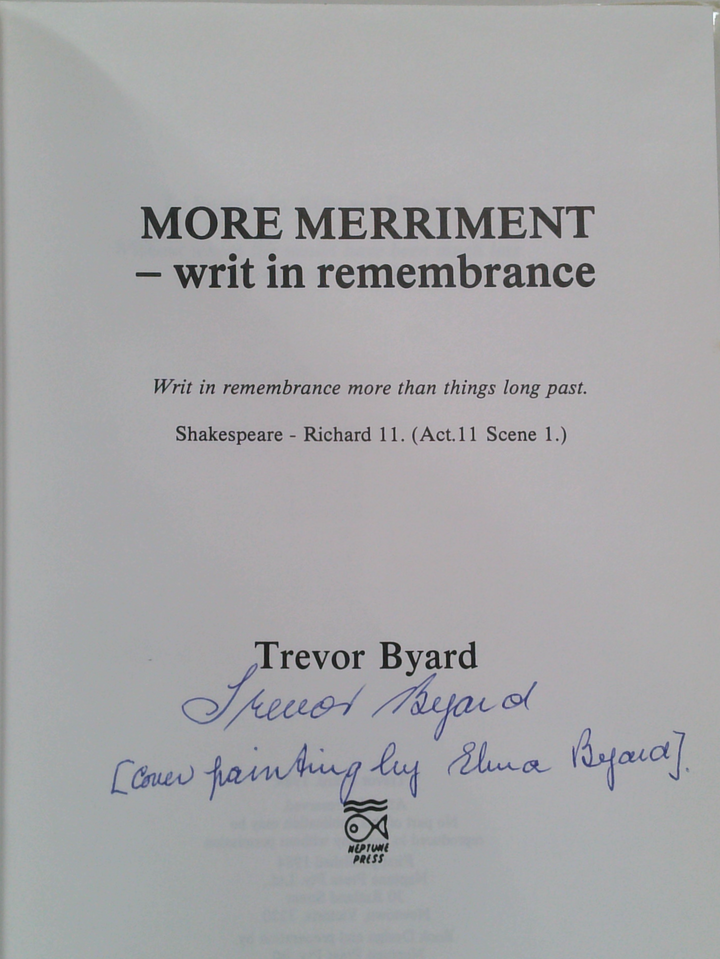 MORE MERRIMENT
– writ in remembrance
Writ in remembrance more than things long past.
Shakespeare - Richard 11. (Act.11 Scene 1.)
Trevor Byard
Trevor Byard
[Cover painting by Elma Byard].
NEPTUNE
PRESS